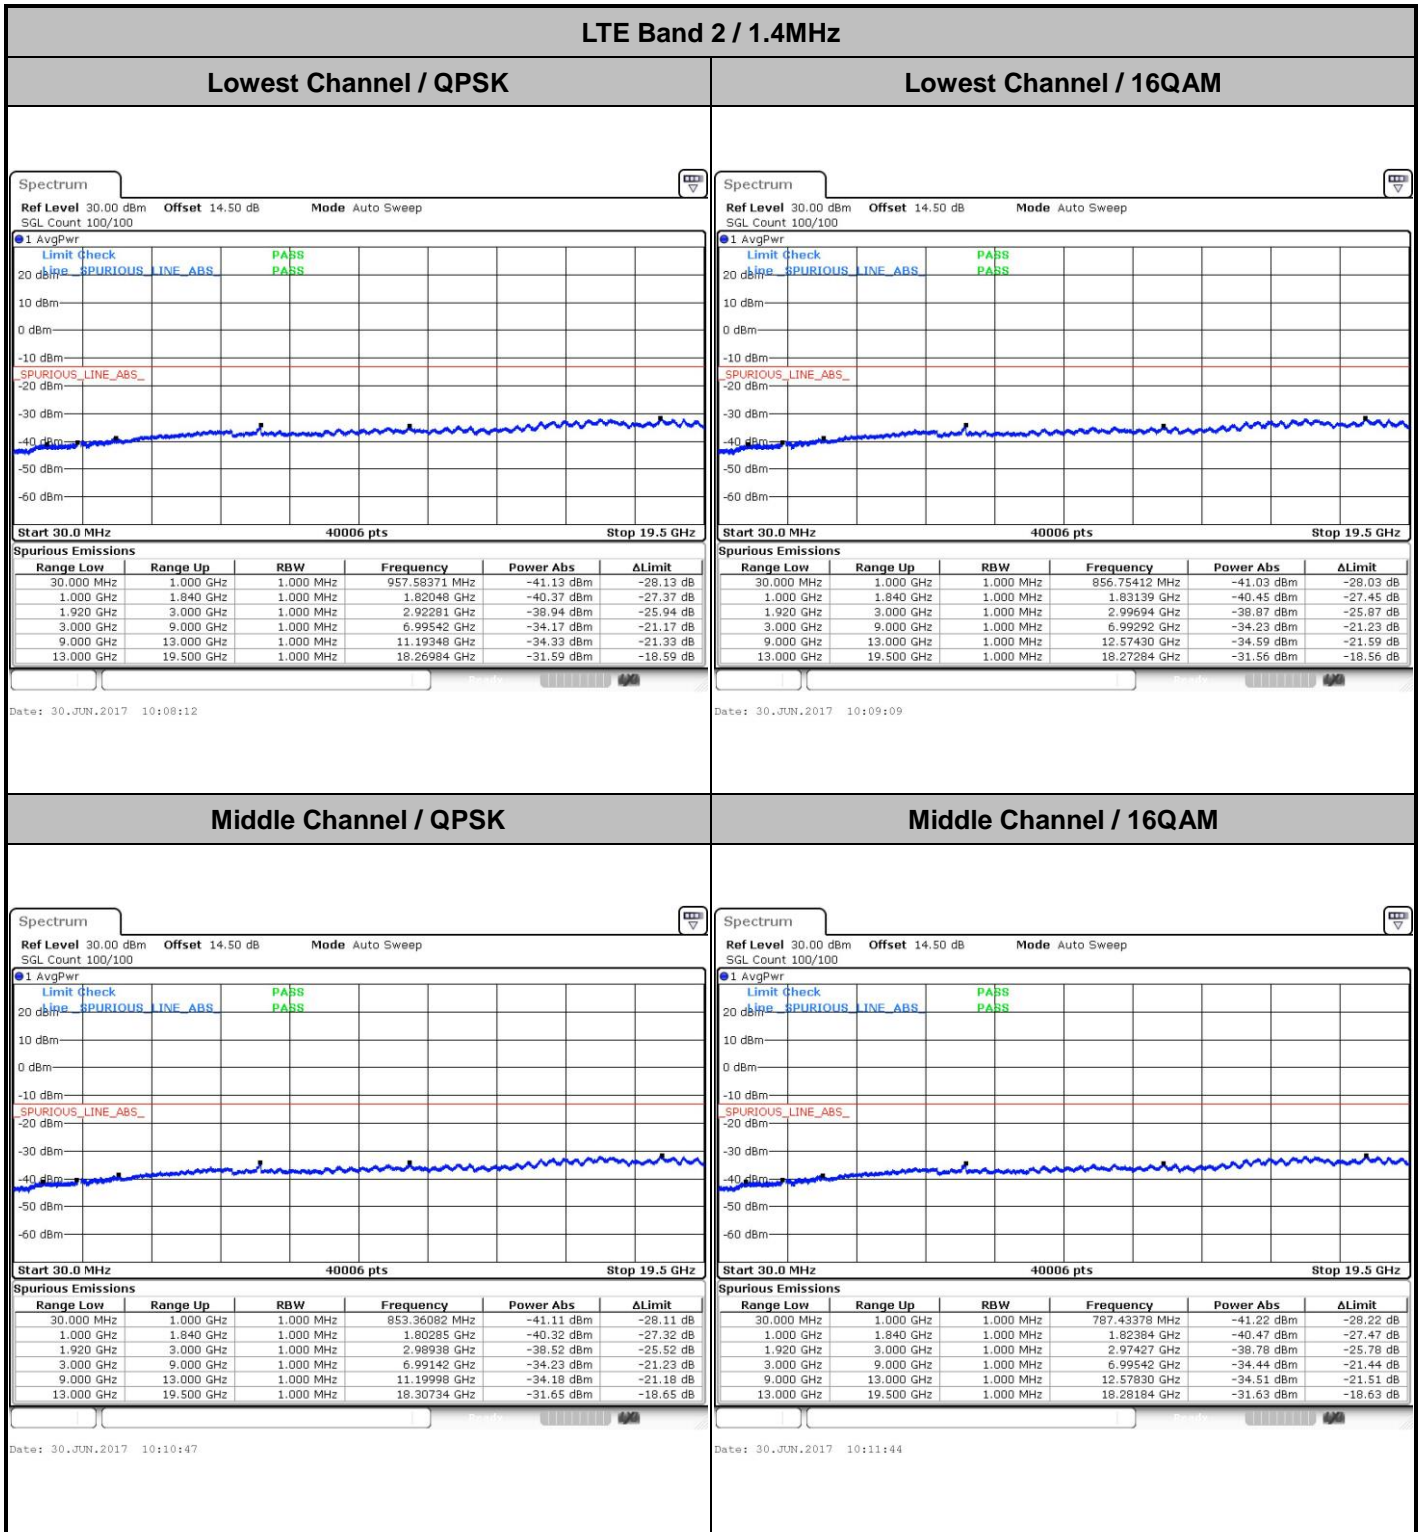 LTE Band 2 / 1.4MHz
Lowest Channel / QPSK
Lowest Channel / 16QAM
Spectrum
Ref Level 30.00 dBm Offset 14.50 dB Mode Auto Sweep
SGL Count 100/100
1 AvgPwr
Limit Check PASS
Line _SPURIOUS_LINE_ABS_ PASS
20 dBm
10 dBm
0 dBm
-10 dBm
_SPURIOUS_LINE_ABS_
-20 dBm
-30 dBm
-40 dBm
-50 dBm
-60 dBm
Start 30.0 MHz 40006 pts Stop 19.5 GHz
Spurious Emissions
Range Low Range Up RBW Frequency Power Abs ΔLimit
30.000 MHz 1.000 GHz 1.000 MHz 957.58371 MHz -41.13 dBm -28.13 dB
1.000 GHz 1.840 GHz 1.000 MHz 1.82048 GHz -40.37 dBm -27.37 dB
1.920 GHz 3.000 GHz 1.000 MHz 2.92281 GHz -38.94 dBm -25.94 dB
3.000 GHz 9.000 GHz 1.000 MHz 6.99542 GHz -34.17 dBm -21.17 dB
9.000 GHz 13.000 GHz 1.000 MHz 11.19348 GHz -34.33 dBm -21.33 dB
13.000 GHz 19.500 GHz 1.000 MHz 18.26984 GHz -31.59 dBm -18.59 dB
Ready
Date: 30.JUN.2017 10:08:12
Spectrum
Ref Level 30.00 dBm Offset 14.50 dB Mode Auto Sweep
SGL Count 100/100
1 AvgPwr
Limit Check PASS
Line _SPURIOUS_LINE_ABS_ PASS
20 dBm
10 dBm
0 dBm
-10 dBm
_SPURIOUS_LINE_ABS_
-20 dBm
-30 dBm
-40 dBm
-50 dBm
-60 dBm
Start 30.0 MHz 40006 pts Stop 19.5 GHz
Spurious Emissions
Range Low Range Up RBW Frequency Power Abs ΔLimit
30.000 MHz 1.000 GHz 1.000 MHz 856.75412 MHz -41.03 dBm -28.03 dB
1.000 GHz 1.840 GHz 1.000 MHz 1.83139 GHz -40.45 dBm -27.45 dB
1.920 GHz 3.000 GHz 1.000 MHz 2.99694 GHz -38.87 dBm -25.87 dB
3.000 GHz 9.000 GHz 1.000 MHz 6.99292 GHz -34.23 dBm -21.23 dB
9.000 GHz 13.000 GHz 1.000 MHz 12.57430 GHz -34.59 dBm -21.59 dB
13.000 GHz 19.500 GHz 1.000 MHz 18.27284 GHz -31.56 dBm -18.56 dB
Ready
Date: 30.JUN.2017 10:09:09
Middle Channel / QPSK
Middle Channel / 16QAM
Spectrum
Ref Level 30.00 dBm Offset 14.50 dB Mode Auto Sweep
SGL Count 100/100
1 AvgPwr
Limit Check PASS
Line _SPURIOUS_LINE_ABS_ PASS
20 dBm
10 dBm
0 dBm
-10 dBm
_SPURIOUS_LINE_ABS_
-20 dBm
-30 dBm
-40 dBm
-50 dBm
-60 dBm
Start 30.0 MHz 40006 pts Stop 19.5 GHz
Spurious Emissions
Range Low Range Up RBW Frequency Power Abs ΔLimit
30.000 MHz 1.000 GHz 1.000 MHz 853.36082 MHz -41.11 dBm -28.11 dB
1.000 GHz 1.840 GHz 1.000 MHz 1.80285 GHz -40.32 dBm -27.32 dB
1.920 GHz 3.000 GHz 1.000 MHz 2.98938 GHz -38.52 dBm -25.52 dB
3.000 GHz 9.000 GHz 1.000 MHz 6.99142 GHz -34.23 dBm -21.23 dB
9.000 GHz 13.000 GHz 1.000 MHz 11.19998 GHz -34.18 dBm -21.18 dB
13.000 GHz 19.500 GHz 1.000 MHz 18.30734 GHz -31.65 dBm -18.65 dB
Ready
Date: 30.JUN.2017 10:10:47
Spectrum
Ref Level 30.00 dBm Offset 14.50 dB Mode Auto Sweep
SGL Count 100/100
1 AvgPwr
Limit Check PASS
Line _SPURIOUS_LINE_ABS_ PASS
20 dBm
10 dBm
0 dBm
-10 dBm
_SPURIOUS_LINE_ABS_
-20 dBm
-30 dBm
-40 dBm
-50 dBm
-60 dBm
Start 30.0 MHz 40006 pts Stop 19.5 GHz
Spurious Emissions
Range Low Range Up RBW Frequency Power Abs ΔLimit
30.000 MHz 1.000 GHz 1.000 MHz 787.43378 MHz -41.22 dBm -28.22 dB
1.000 GHz 1.840 GHz 1.000 MHz 1.82384 GHz -40.47 dBm -27.47 dB
1.920 GHz 3.000 GHz 1.000 MHz 2.97427 GHz -38.78 dBm -25.78 dB
3.000 GHz 9.000 GHz 1.000 MHz 6.99542 GHz -34.44 dBm -21.44 dB
9.000 GHz 13.000 GHz 1.000 MHz 12.57830 GHz -34.51 dBm -21.51 dB
13.000 GHz 19.500 GHz 1.000 MHz 18.28184 GHz -31.63 dBm -18.63 dB
Ready
Date: 30.JUN.2017 10:11:44